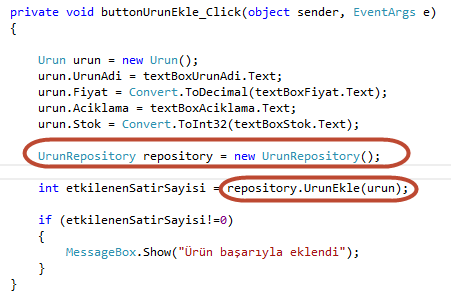 private void buttonUrunEkle_Click(object sender, EventArgs e)
{
Urun urun = new Urun();
urun.UrunAdi = textBoxUrunAdi.Text;
urun.Fiyat = Convert.ToDecimal(textBoxFiyat.Text);
urun.Aciklama = textBoxAciklama.Text;
urun.Stok = Convert.ToInt32(textBoxStok.Text);
UrunRepository repository = new UrunRepository();
int etkilenenSatirSayisi = repository.UrunEkle(urun);
if (etkilenenSatirSayisi!=0)
{
MessageBox.Show("Ürün başarıyla eklendi");
}
}